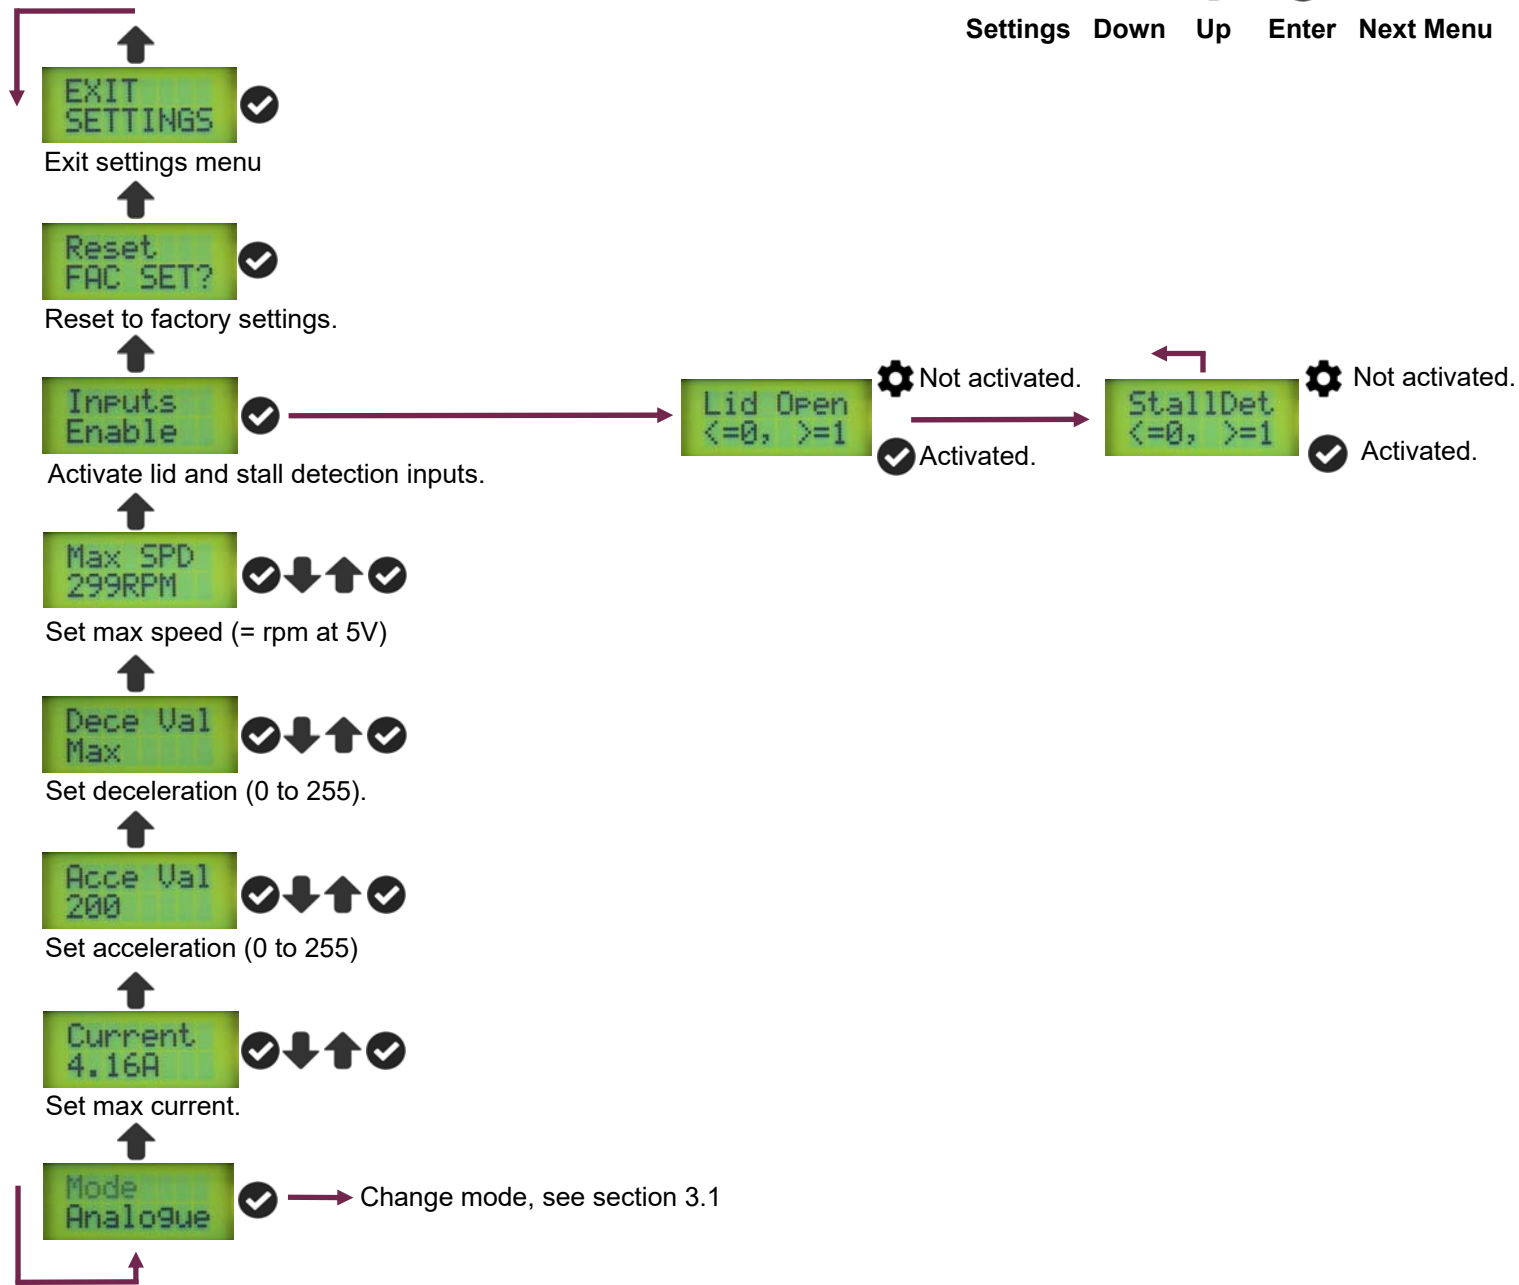 Settings Down Up Enter Next Menu
EXIT
SETTINGS
Exit settings menu
Reset
FAC SET?
Reset to factory settings.
Inputs
Enable
Activate lid and stall detection inputs.
Lid Open
<=0, >=1
Not activated.
Activated.
StallDet
<=0, >=1
Not activated.
Activated.
Max SPD
299RPM
Set max speed (= rpm at 5V)
Dece Val
Max
Set deceleration (0 to 255).
Acce Val
200
Set acceleration (0 to 255)
Current
4.16A
Set max current.
Mode
Analogue
Change mode, see section 3.1